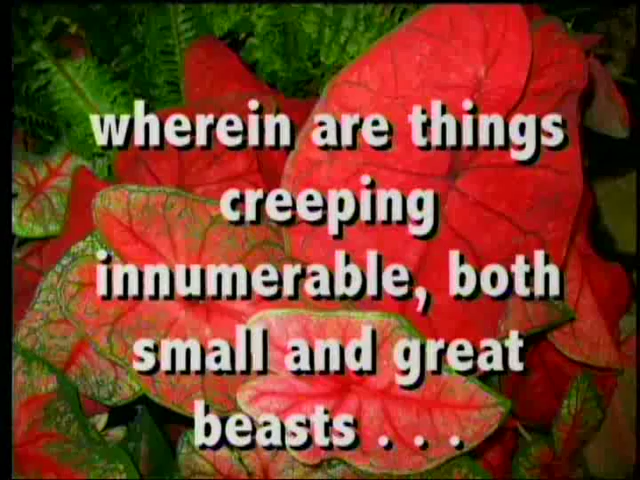 wherein are things
creeping
innumerable, both
small and great
beasts . . .